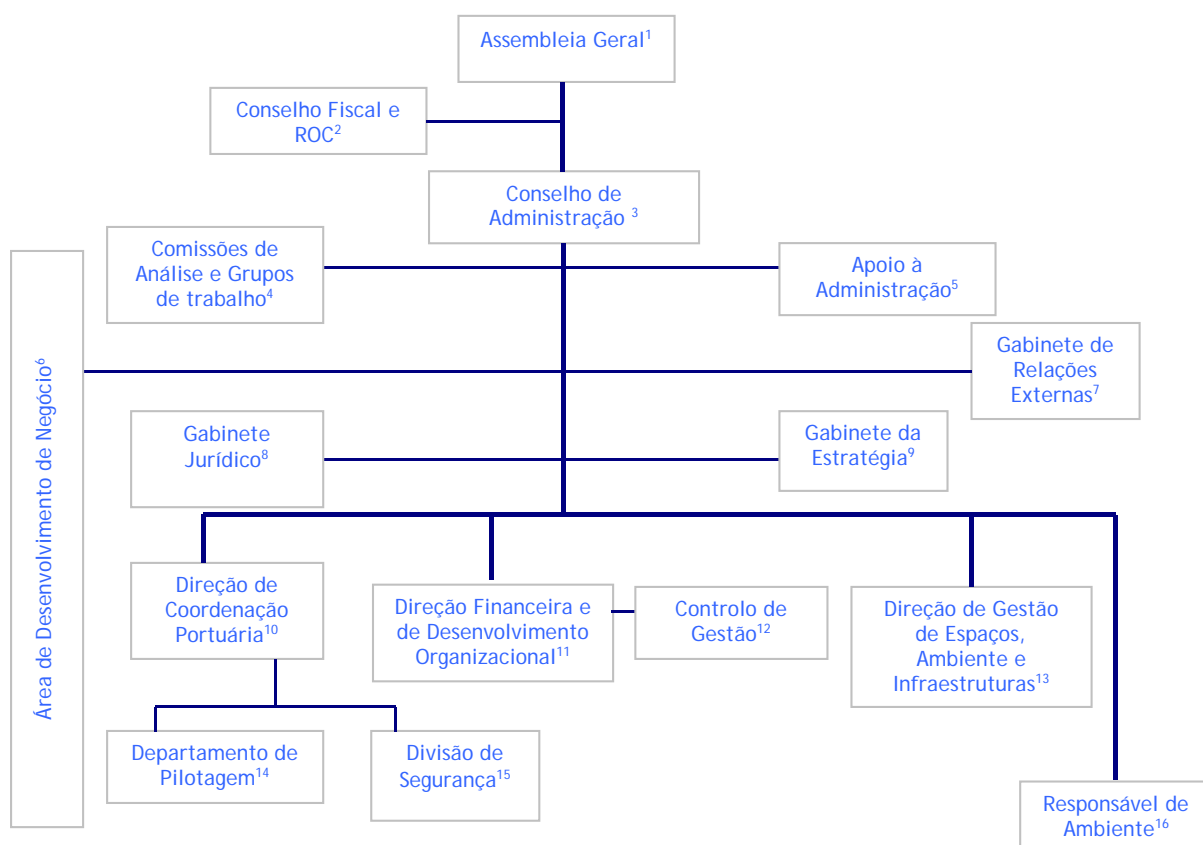 Assembleia Geral¹
Conselho Fiscal e
ROC²
Conselho de
Administração ³
Comissões de
Análise e Grupos
de trabalho⁴
Apoio à
Administração⁵
Área de Desenvolvimento de Negócio⁶
Gabinete de
Relações
Externas⁷
Gabinete
Jurídico⁸
Gabinete da
Estratégia⁹
Direção de
Coordenação
Portuária¹⁰
Direção Financeira e
de Desenvolvimento
Organizacional¹¹
Controlo de
Gestão¹²
Direção de Gestão
de Espaços,
Ambiente e
Infraestruturas¹³
Departamento de
Pilotagem¹⁴
Divisão de
Segurança¹⁵
Responsável de
Ambiente¹⁶